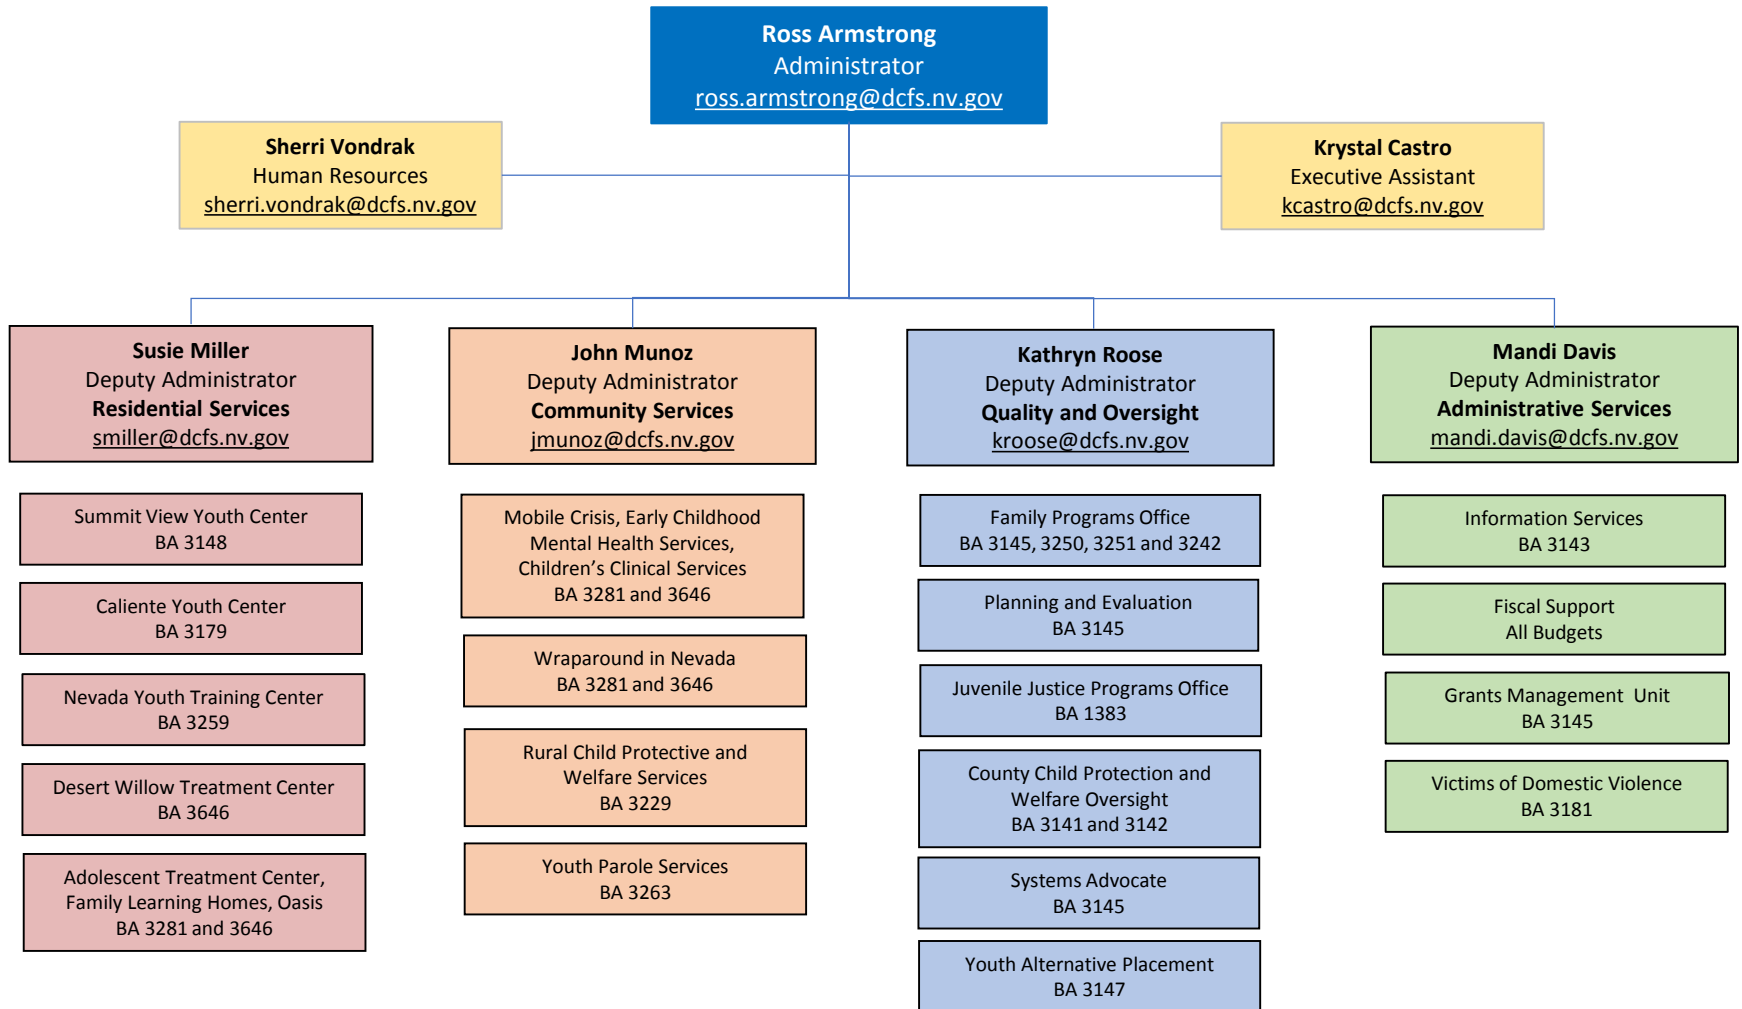 Ross Armstrong
Administrator
ross.armstrong@dcfs.nv.gov
Sherri Vondrak
Human Resources
sherri.vondrak@dcfs.nv.gov
Krystal Castro
Executive Assistant
kcastro@dcfs.nv.gov
Susie Miller
Deputy Administrator
Residential Services
smiller@dcfs.nv.gov
Summit View Youth Center
BA 3148
Caliente Youth Center
BA 3179
Nevada Youth Training Center
BA 3259
Desert Willow Treatment Center
BA 3646
Adolescent Treatment Center,
Family Learning Homes, Oasis
BA 3281 and 3646
John Munoz
Deputy Administrator
Community Services
jmunoz@dcfs.nv.gov
Mobile Crisis, Early Childhood
Mental Health Services,
Children’s Clinical Services
BA 3281 and 3646
Wraparound in Nevada
BA 3281 and 3646
Rural Child Protective and
Welfare Services
BA 3229
Youth Parole Services
BA 3263
Kathryn Roose
Deputy Administrator
Quality and Oversight
kroose@dcfs.nv.gov
Family Programs Office
BA 3145, 3250, 3251 and 3242
Planning and Evaluation
BA 3145
Juvenile Justice Programs Office
BA 1383
County Child Protection and
Welfare Oversight
BA 3141 and 3142
Systems Advocate
BA 3145
Youth Alternative Placement
BA 3147
Mandi Davis
Deputy Administrator
Administrative Services
mandi.davis@dcfs.nv.gov
Information Services
BA 3143
Fiscal Support
All Budgets
Grants Management Unit
BA 3145
Victims of Domestic Violence
BA 3181